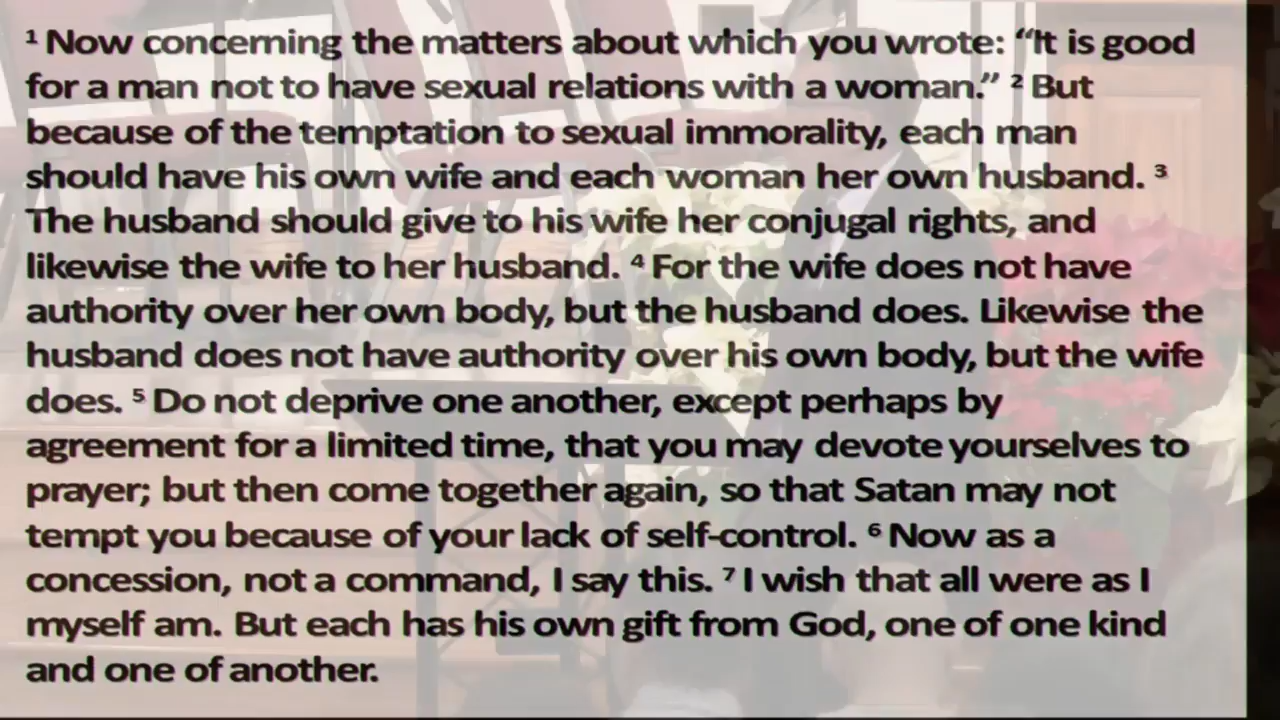 ¹ Now concerning the matters about which you wrote: “It is good
for a man not to have sexual relations with a woman.” ² But
because of the temptation to sexual immorality, each man
should have his own wife and each woman her own husband. ³
The husband should give to his wife her conjugal rights, and
likewise the wife to her husband. ⁴ For the wife does not have
authority over her own body, but the husband does. Likewise the
husband does not have authority over his own body, but the wife
does. ⁵ Do not deprive one another, except perhaps by
agreement for a limited time, that you may devote yourselves to
prayer; but then come together again, so that Satan may not
tempt you because of your lack of self-control. ⁶ Now as a
concession, not a command, I say this. ⁷ I wish that all were as I
myself am. But each has his own gift from God, one of one kind
and one of another.